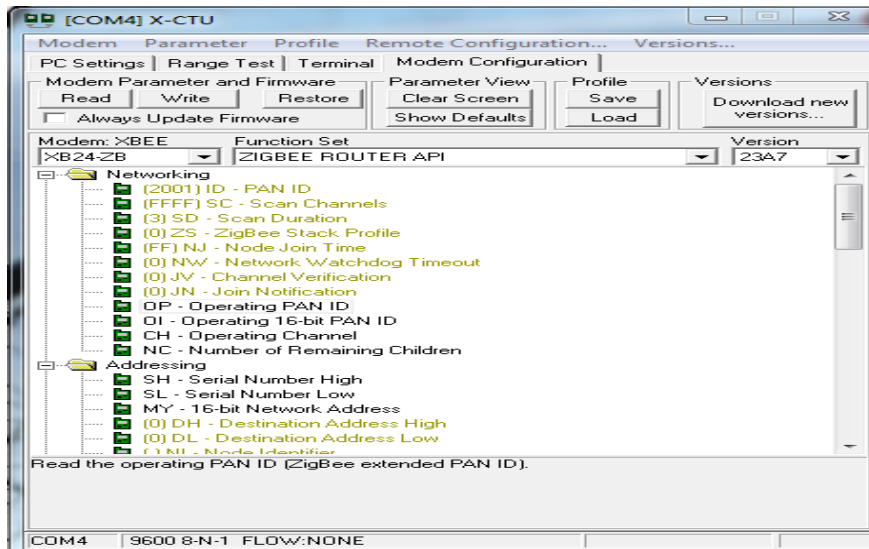 [COM4] X-CTU
Modem Parameter Profile Remote Configuration... Versions...
PC Settings Range Test Terminal Modem Configuration
Modem Parameter and Firmware Parameter View Profile Versions
Read Write Restore Clear Screen Save Download new versions...
Always Update Firmware Show Defaults Load
Modem: XBEE Function Set Version
XB24-ZB ZIGBEE ROUTER API 23A7
Networking
(2001) ID - PAN ID
(FFFF) SC - Scan Channels
(3) SD - Scan Duration
(0) ZS - ZigBee Stack Profile
(FF) NJ - Node Join Time
(0) NW - Network Watchdog Timeout
(0) JV - Channel Verification
(0) JN - Join Notification
OP - Operating PAN ID
OI - Operating 16-bit PAN ID
CH - Operating Channel
NC - Number of Remaining Children
Addressing
SH - Serial Number High
SL - Serial Number Low
MY - 16-bit Network Address
(0) DH - Destination Address High
(0) DL - Destination Address Low
( ) NI - Node Identifier
Read the operating PAN ID (ZigBee extended PAN ID).
COM4 9600 8-N-1 FLOW:NONE